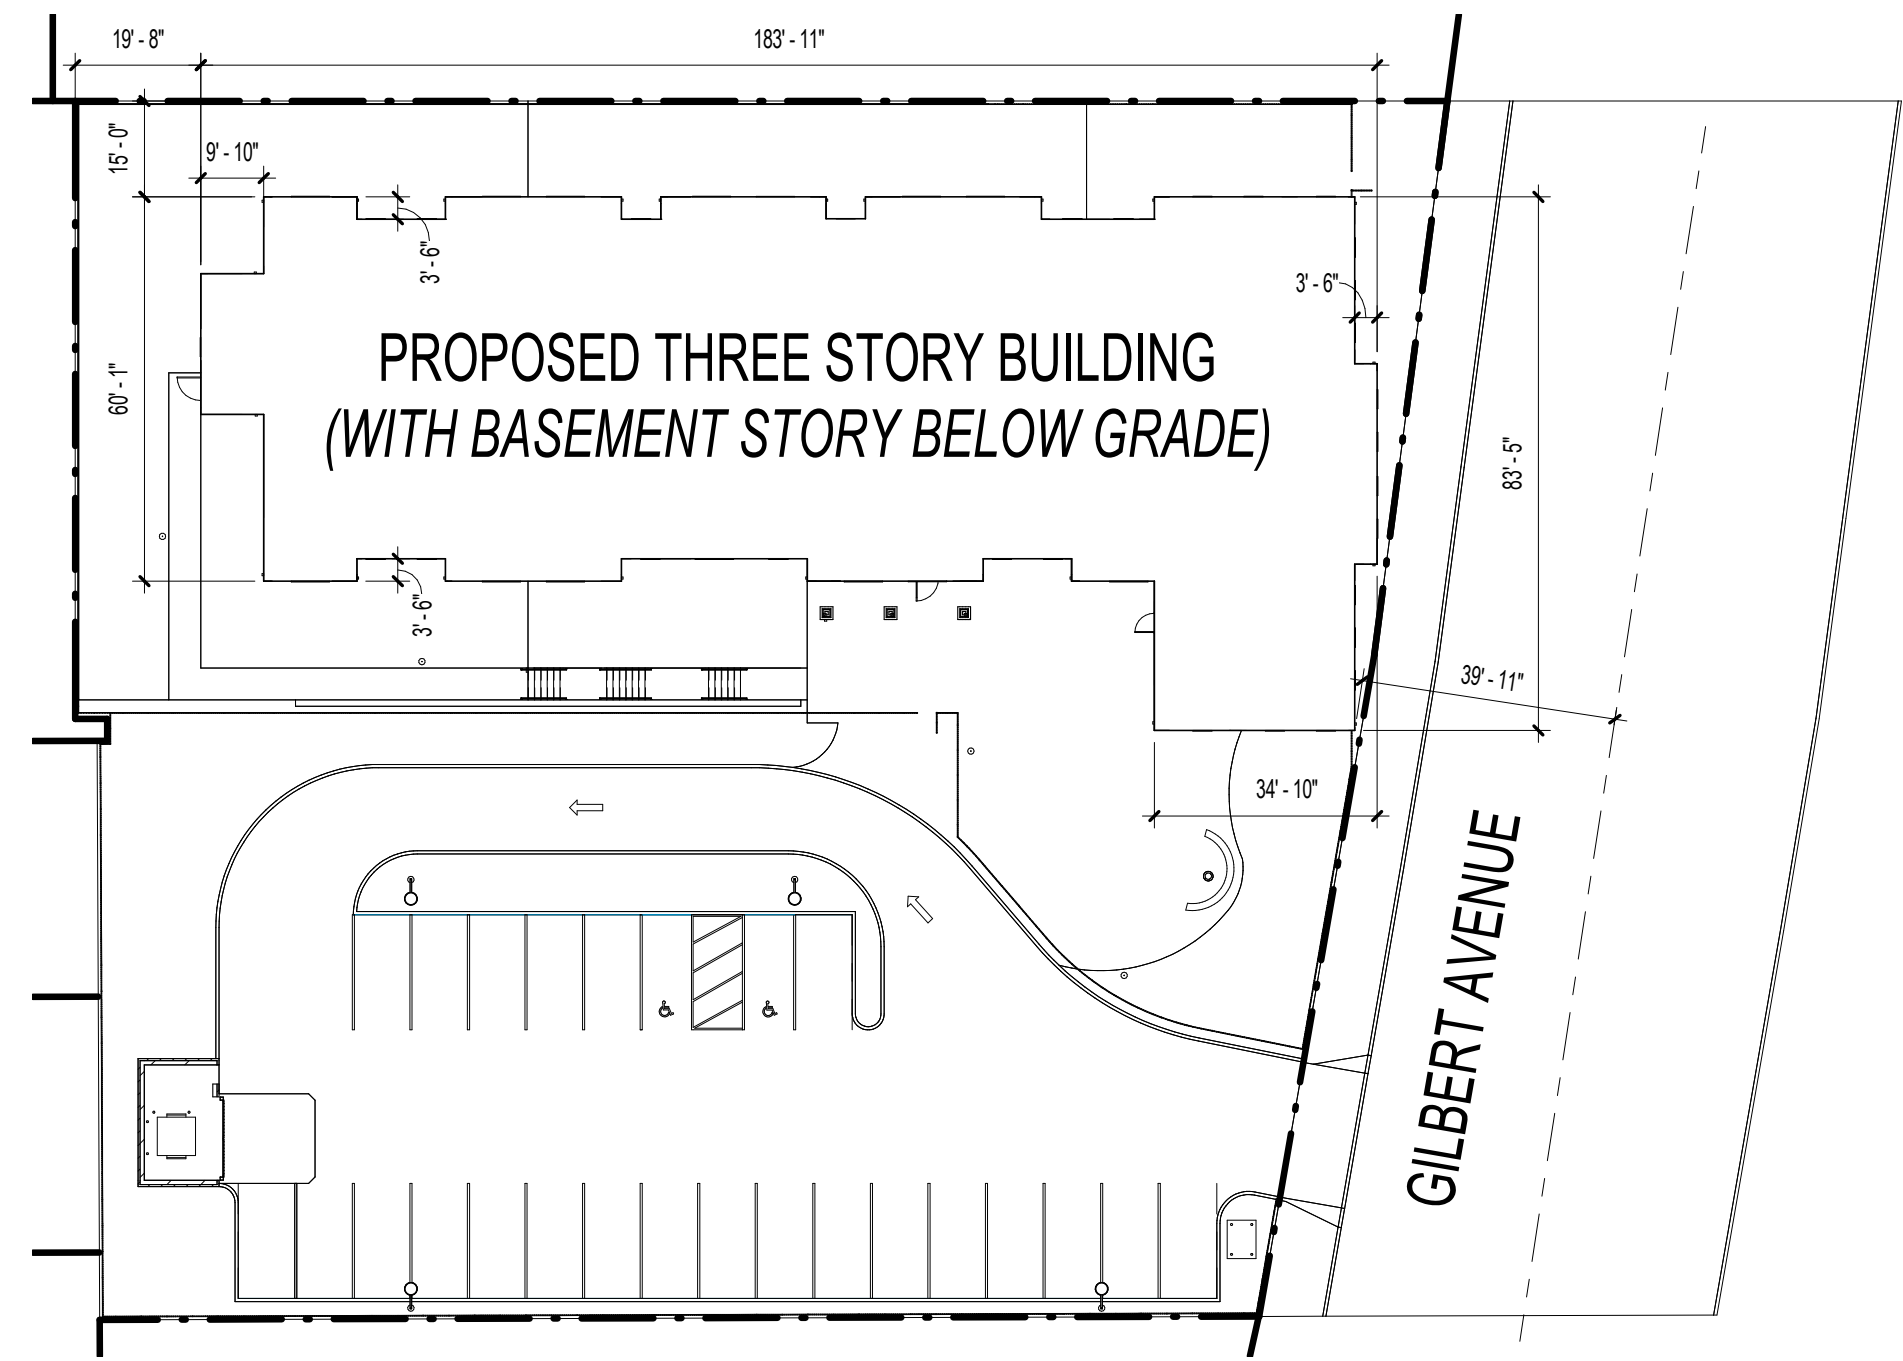 19' - 8"
183' - 11"
15' - 0"
9' - 10"
3' - 6"
3' - 6"
PROPOSED THREE STORY BUILDING
(WITH BASEMENT STORY BELOW GRADE)
60' - 1"
83' - 5"
3' - 6"
39' - 11"
34' - 10"
GILBERT AVENUE